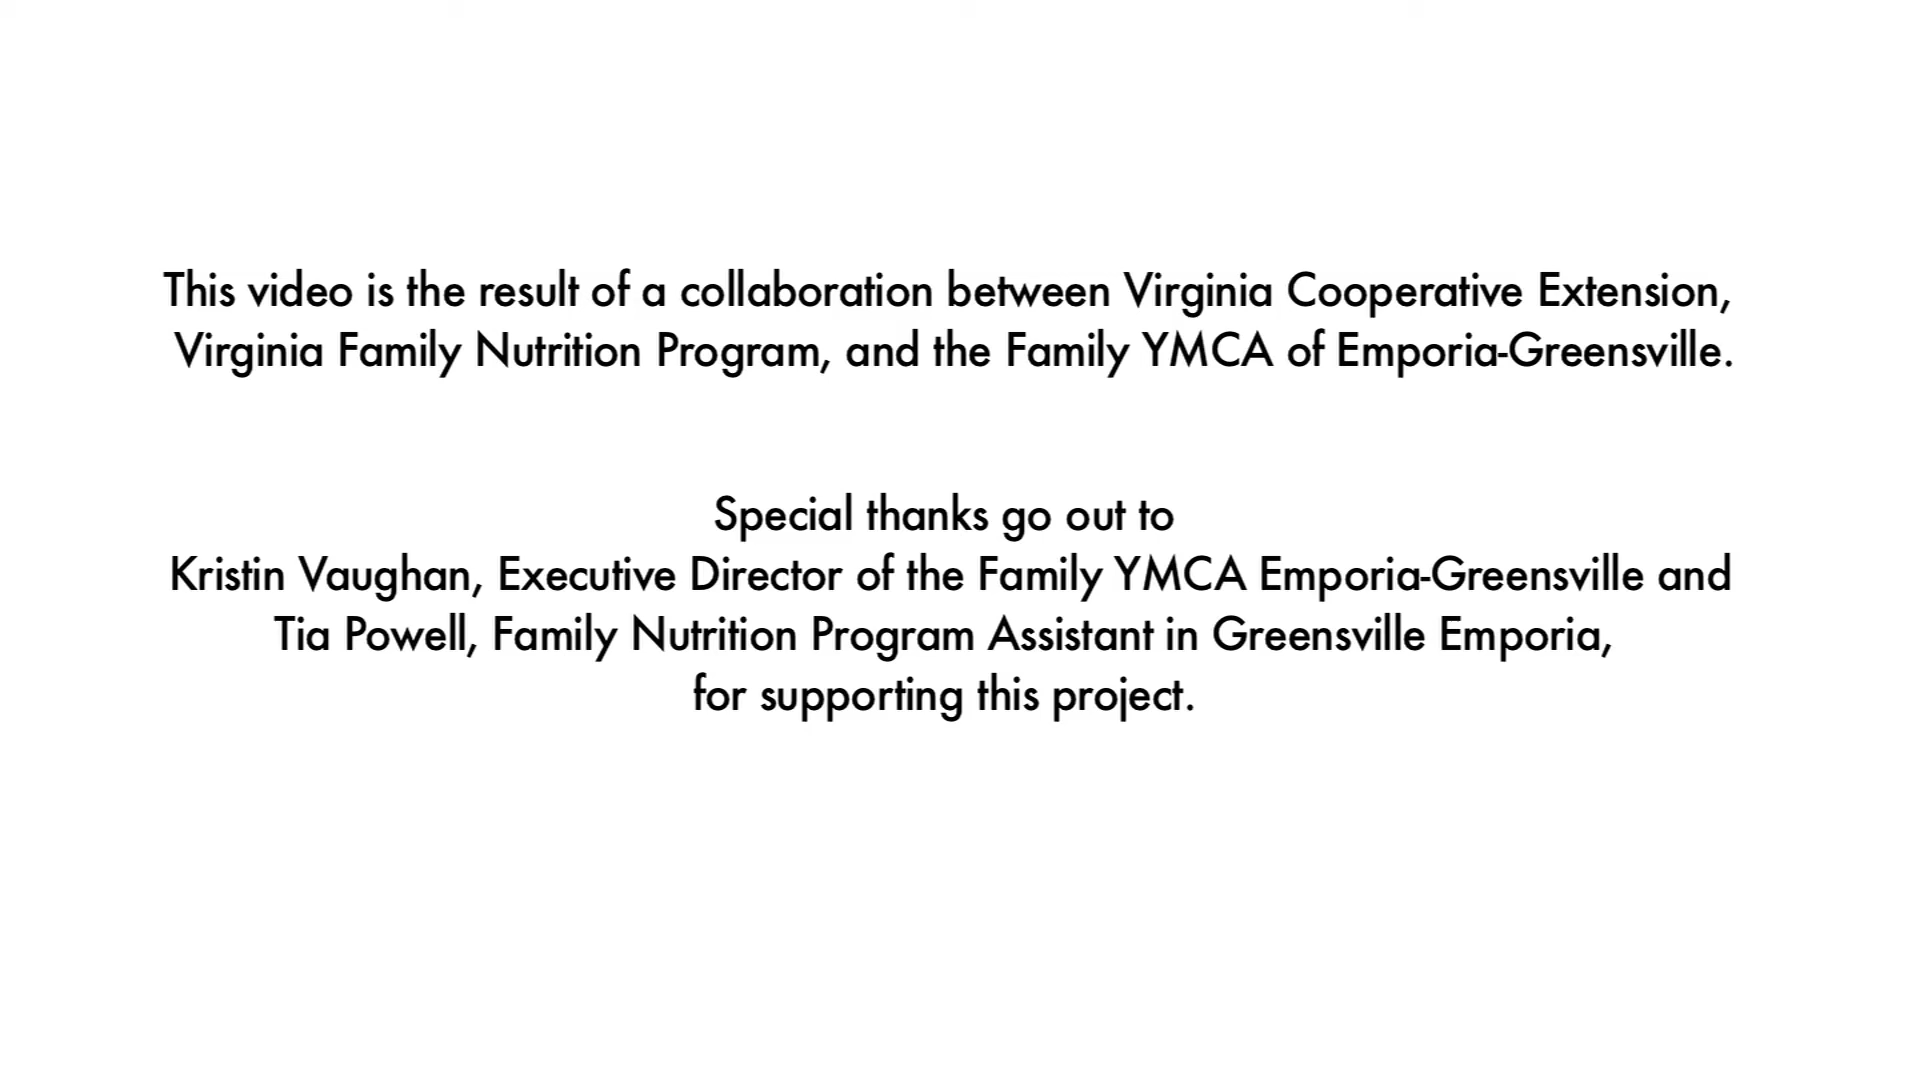 This video is the result of a collaboration between Virginia Cooperative Extension,
Virginia Family Nutrition Program, and the Family YMCA of Emporia-Greensville.
Special thanks go out to
Kristin Vaughan, Executive Director of the Family YMCA Emporia-Greensville and
Tia Powell, Family Nutrition Program Assistant in Greensville Emporia,
for supporting this project.